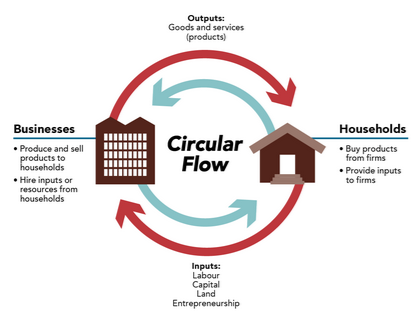 Outputs:
Goods and services
(products)
Businesses
• Produce and sell
products to
households
• Hire inputs or
resources from
households
Circular
Flow
Households
• Buy products
from firms
• Provide inputs
to firms
Inputs:
Labour
Capital
Land
Entrepreneurship